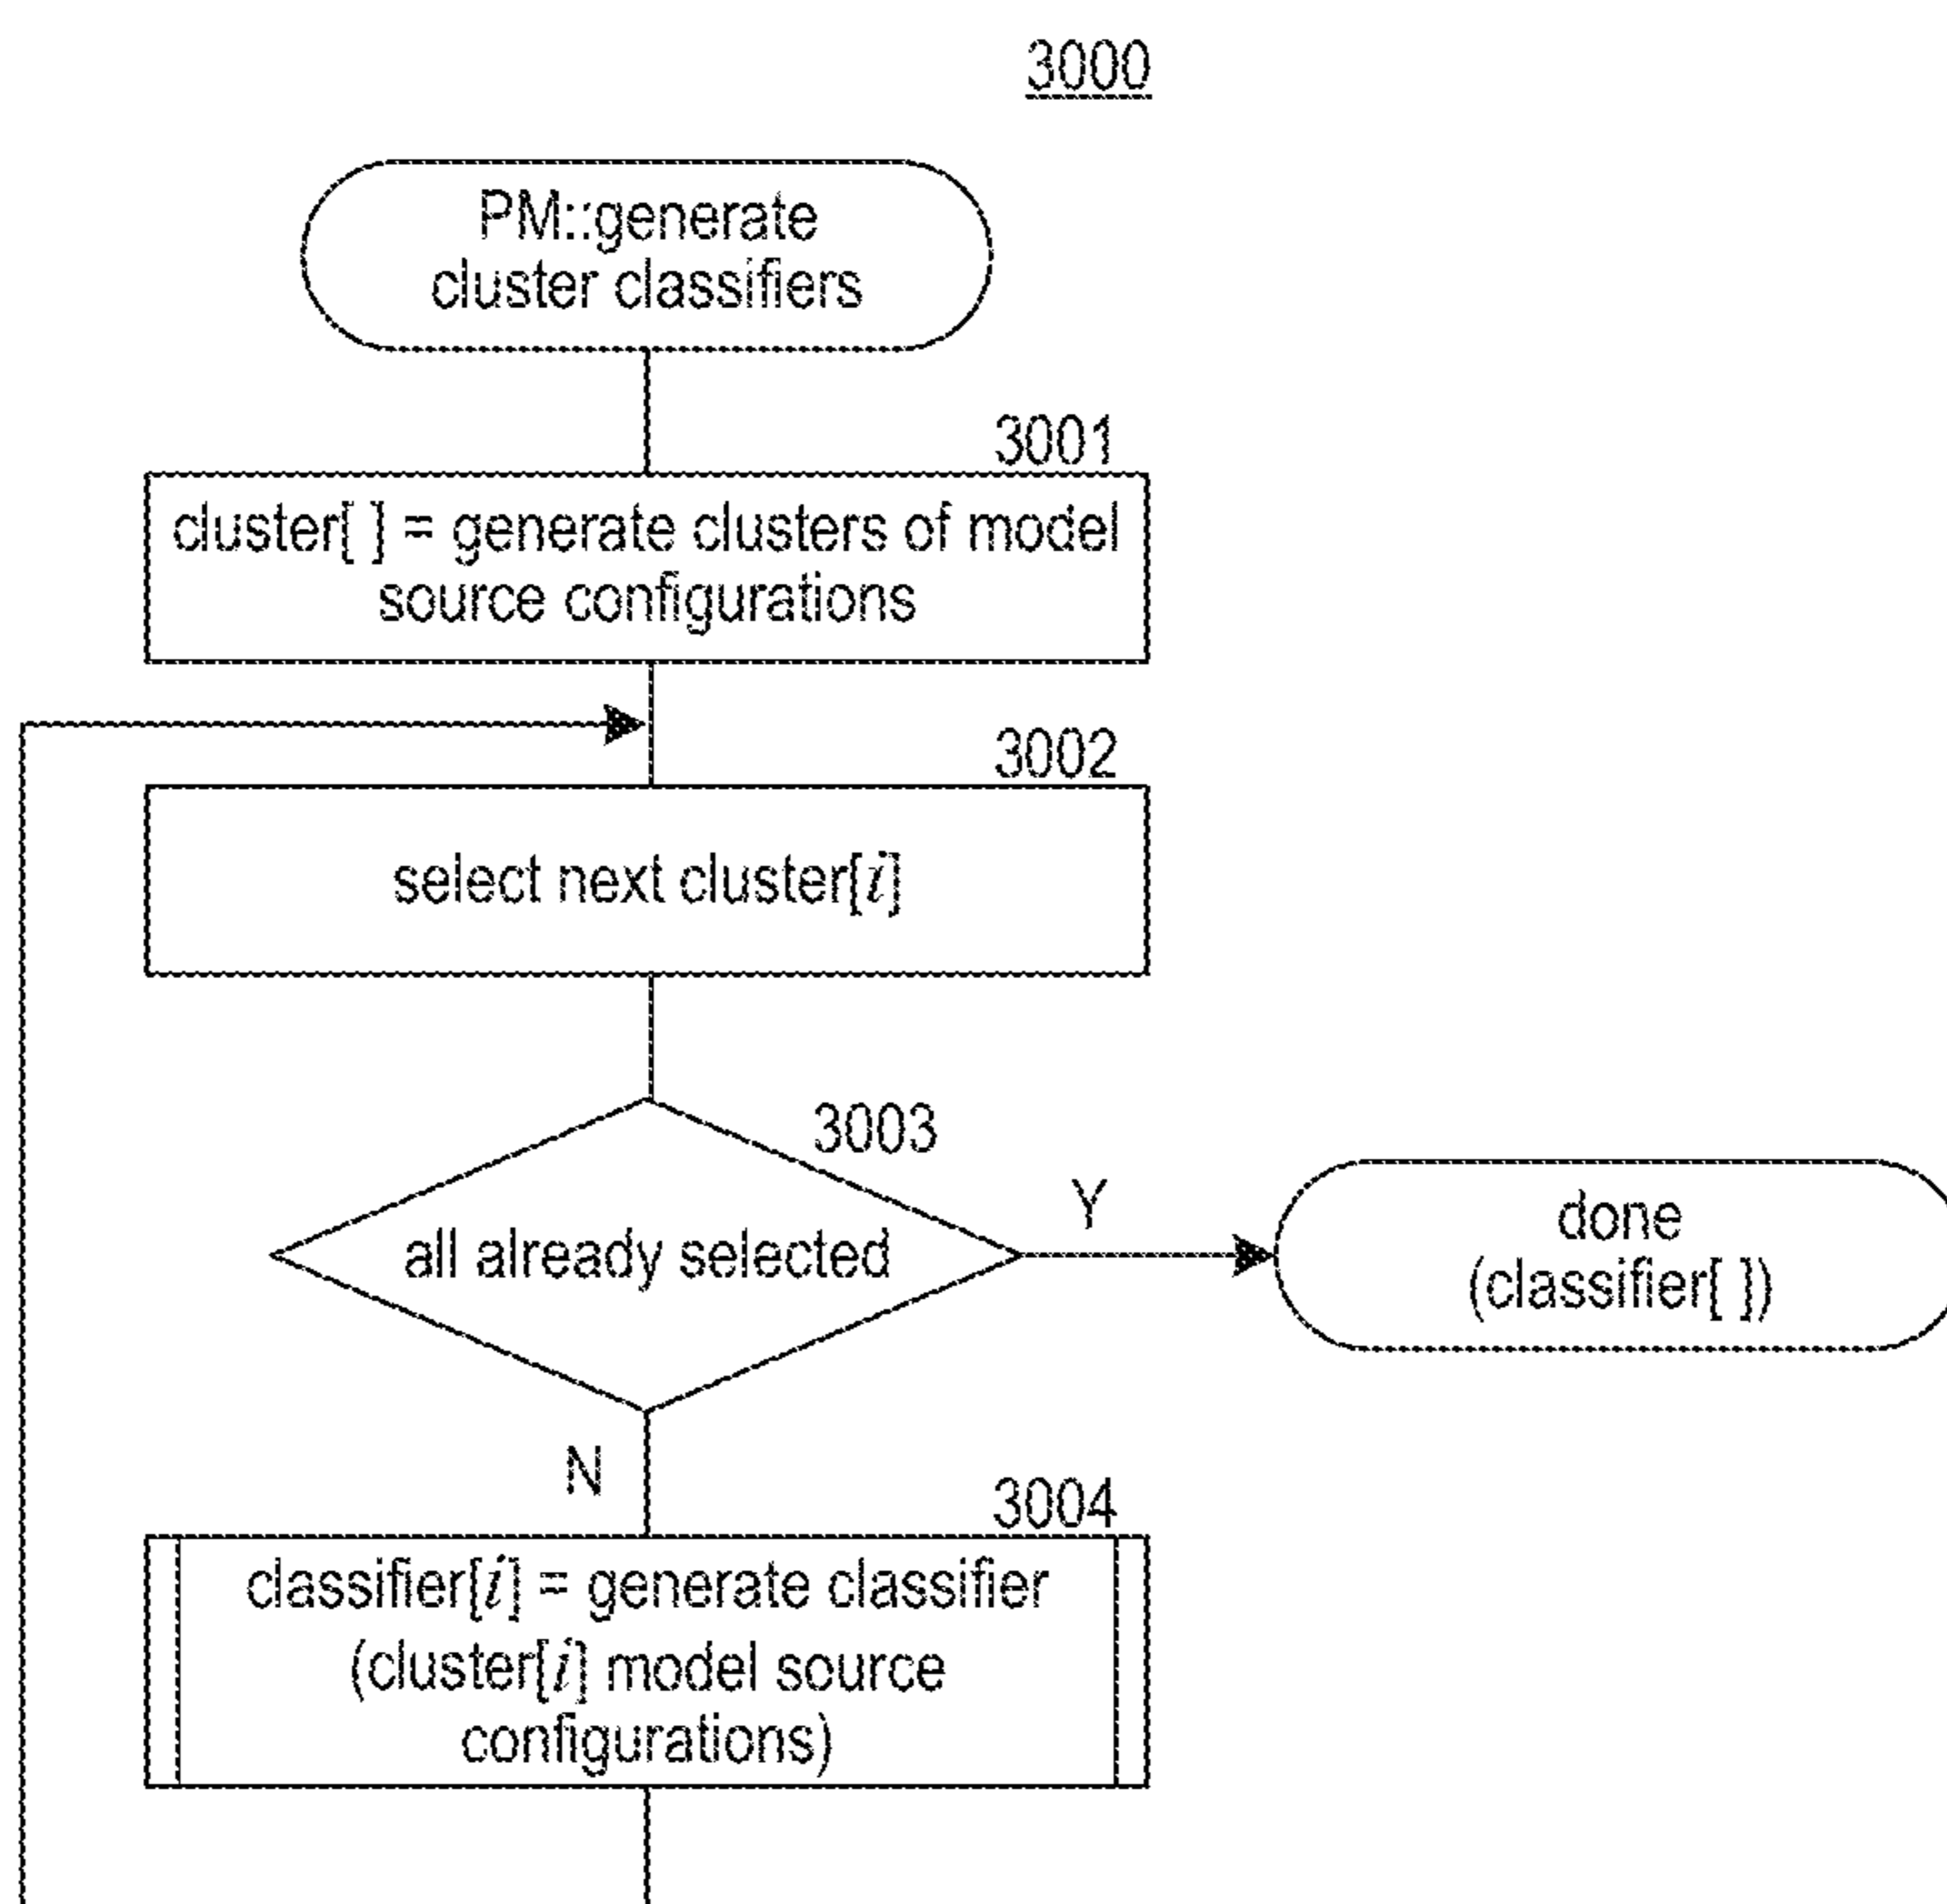 3000
PM::generate
cluster classifiers
3001
cluster[ ] = generate clusters of model
source configurations
3002
select next cluster[i]
3003
all already selected
Y
done
(classifier[ ])
N
3004
classifier[i] = generate classifier
(cluster[i] model source
configurations)